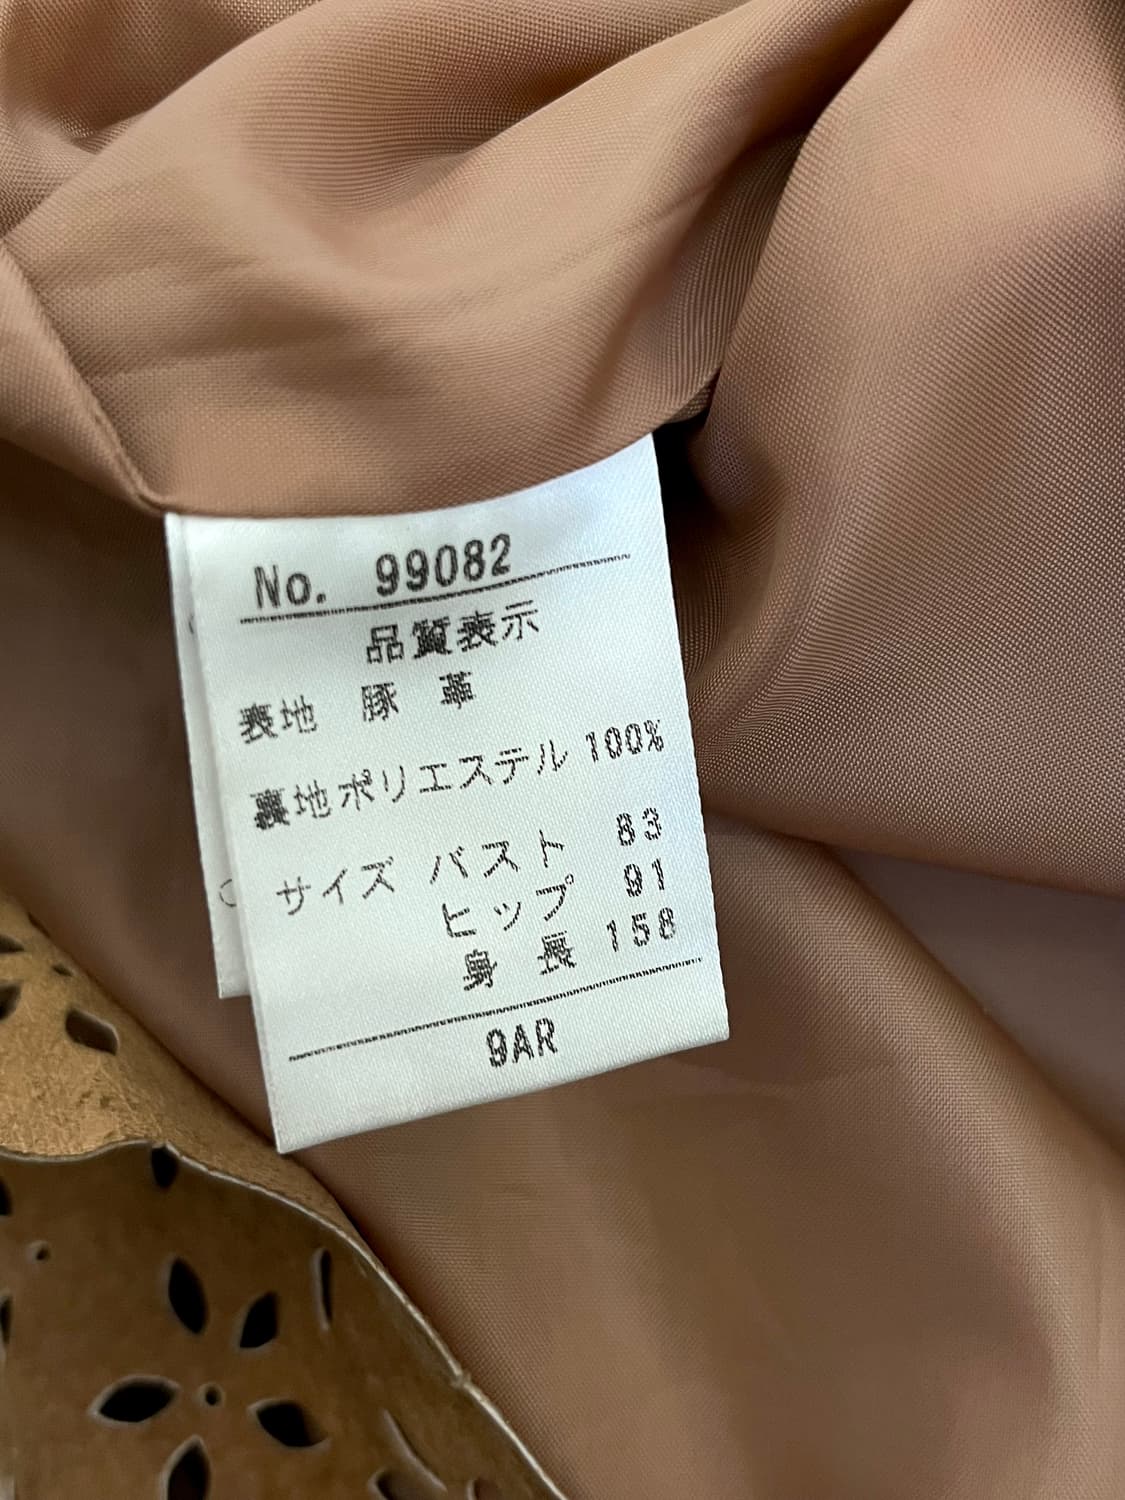 No. 99082
品質表示
表地 豚 革
裏地ポリエステル 100%
サイズ バスト 83
ヒップ 91
身 長 158
9AR